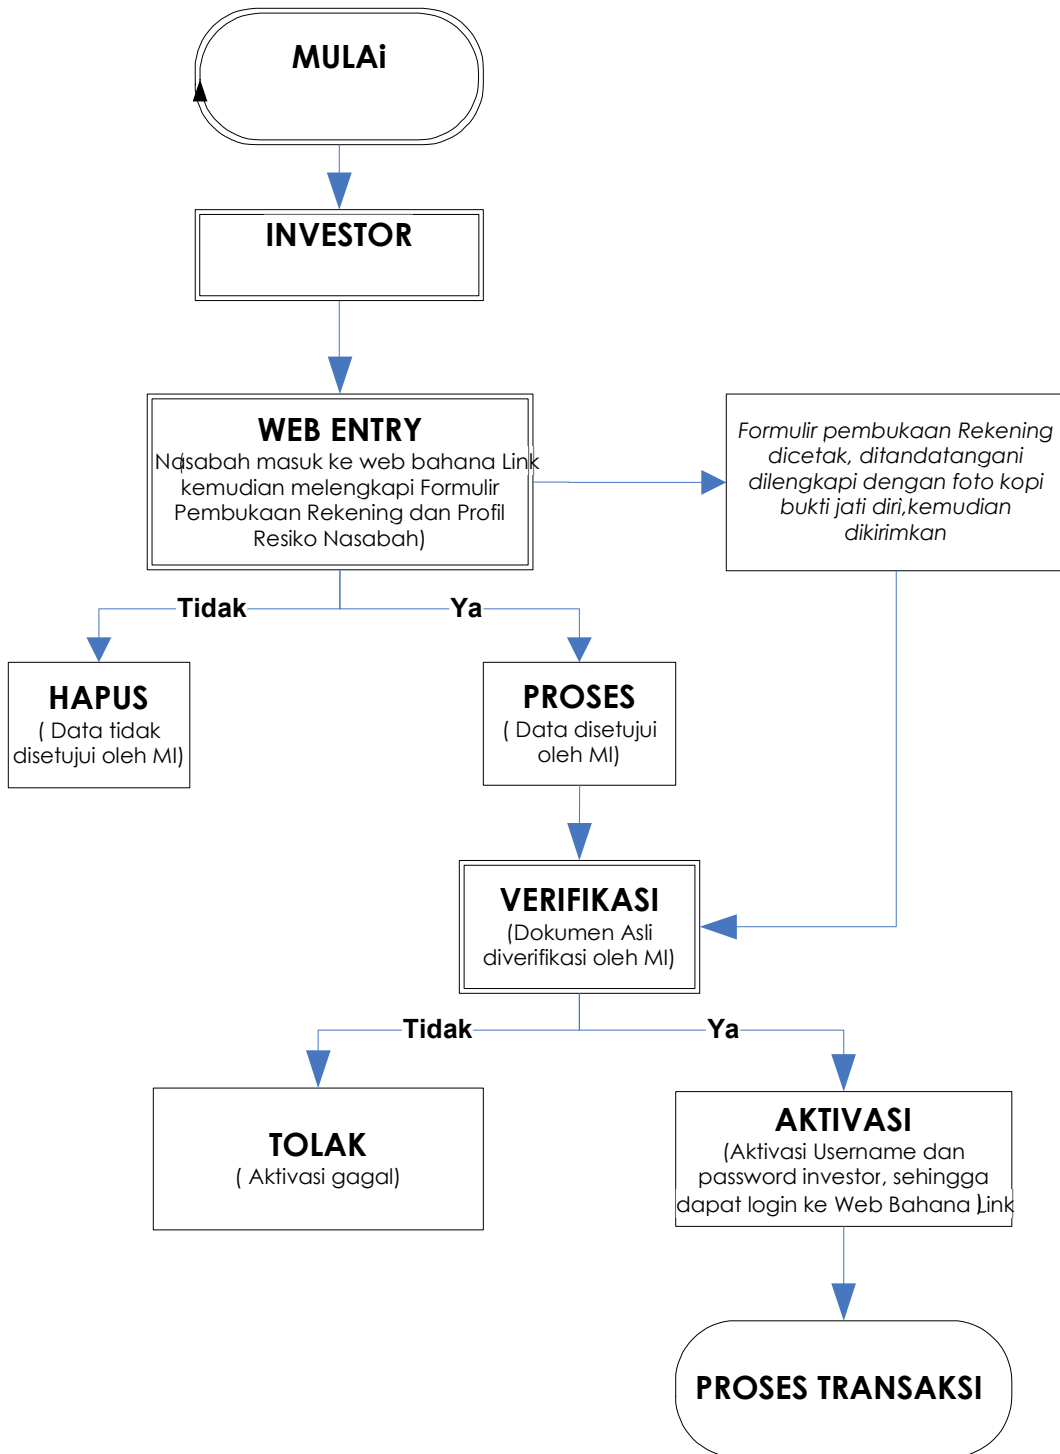 MULAi
INVESTOR
WEB ENTRY
(Nasabah masuk ke web bahana Link
kemudian melengkapi Formulir
Pembukaan Rekening dan Profil
Resiko Nasabah)
Formulir pembukaan Rekening
dicetak, ditandatangani
dilengkapi dengan foto kopi
bukti jati diri,kemudian
dikirimkan
Tidak
Ya
HAPUS
( Data tidak
disetujui oleh MI)
PROSES
( Data disetujui
oleh MI)
VERIFIKASI
(Dokumen Asli
diverifikasi oleh MI)
Tidak
Ya
TOLAK
( Aktivasi gagal)
AKTIVASI
(Aktivasi Username dan
password investor, sehingga
dapat login ke Web Bahana Link)
PROSES TRANSAKSI